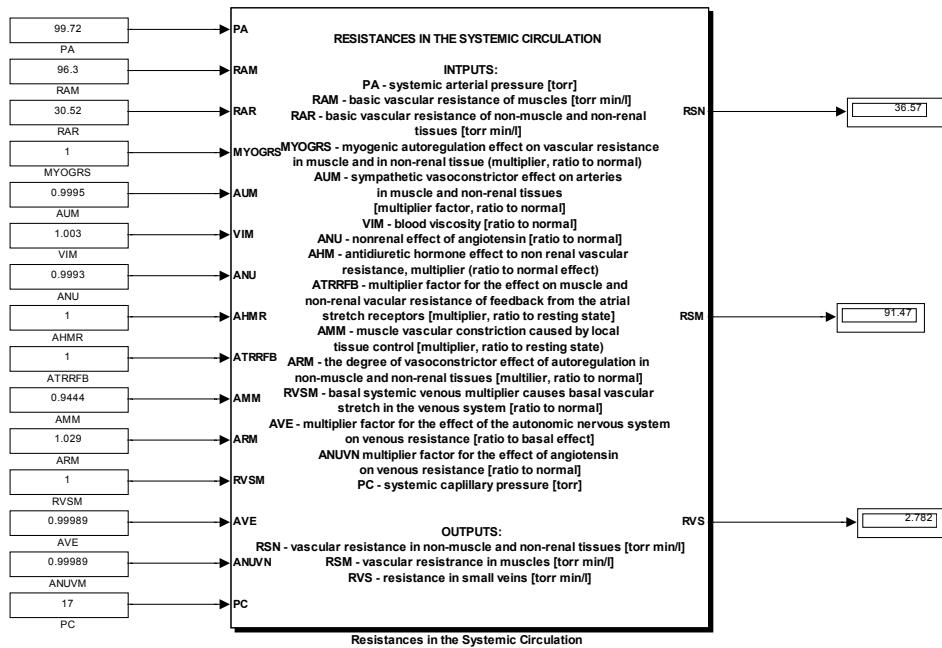 99.72
PA
96.3
RAM
30.52
RAR
1
MYOGRS
0.9995
AUM
1.003
VIM
0.9993
ANU
1
AHMR
1
ATRRFB
0.9444
AMM
1.029
ARM
1
RVSM
0.99989
AVE
0.99989
ANUVM
17
PC
PA
RAM
RAR
MYOGRS
AUM
VIM
ANU
AHMR
ATRRFB
AMM
ARM
RVSM
AVE
ANUVN
PC
RESISTANCES IN THE SYSTEMIC CIRCULATION
INTPUTS:
PA - systemic arterial pressure [torr]
RAM - basic vascular resistance of muscles [torr min/l]
RAR - basic vascular resistance of non-muscle and non-renal
tissues [torr min/l]
MYOGRS - myogenic autoregulation effect on vascular resistance
in muscle and in non-renal tissue (multiplier, ratio to normal)
AUM - sympathetic vasoconstrictor effect on arteries
in muscle and non-renal tissues
[multiplier factor, ratio to normal]
VIM - blood viscosity [ratio to normal]
ANU - nonrenal effect of angiotensin [ratio to normal]
AHM - antidiuretic hormone effect to non renal vascular
resistance, multiplier (ratio to normal effect)
ATRRFB - multiplier factor for the effect on muscle and
non-renal vacular resistance of feedback from the atrial
stretch receptors [multiplier, ratio to resting state]
AMM - muscle vascular constriction caused by local
tissue control [multiplier, ratio to resting state)
ARM - the degree of vasoconstrictor effect of autoregulation in
non-muscle and non-renal tissues [multilier, ratio to normal]
RVSM - basal systemic venous multiplier causes basal vascular
stretch in the venous system [ratio to normal]
AVE - multiplier factor for the effect of the autonomic nervous system
on venous resistance [ratio to basal effect]
ANUVN multiplier factor for the effect of angiotensin
on venous resistance [ratio to normal]
PC - systemic caplillary pressure [torr]
OUTPUTS:
RSN - vascular resistance in non-muscle and non-renal tissues [torr min/l]
RSM - vascular resistrance in muscles [torr min/l]
RVS - resistance in small veins [torr min/l]
RSN
RSM
RVS
36.57
91.47
2.782
Resistances in the Systemic Circulation